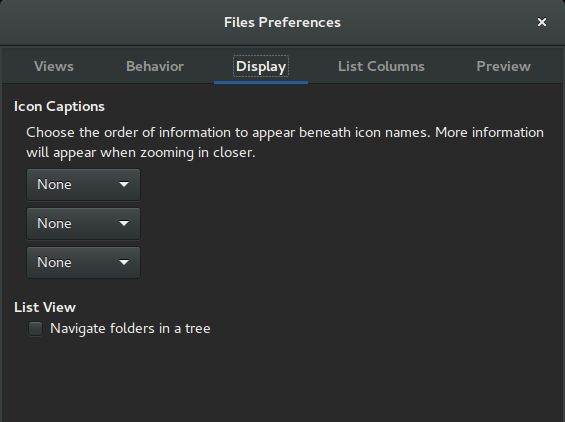 Files Preferences
Views Behavior Display List Columns Preview
Icon Captions
Choose the order of information to appear beneath icon names. More information
will appear when zooming in closer.
None
None
None
List View
Navigate folders in a tree